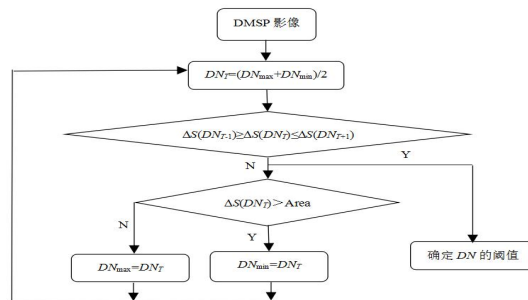 DMSP 影像
DN_T=(DN_max+DN_min)/2
ΔS(DN_T-1)≥ΔS(DN_T)≤ΔS(DN_T+1)
N
Y
ΔS(DN_T)＞Area
N
Y
确定 DN 的阈值
DN_max=DN_T
DN_min=DN_T